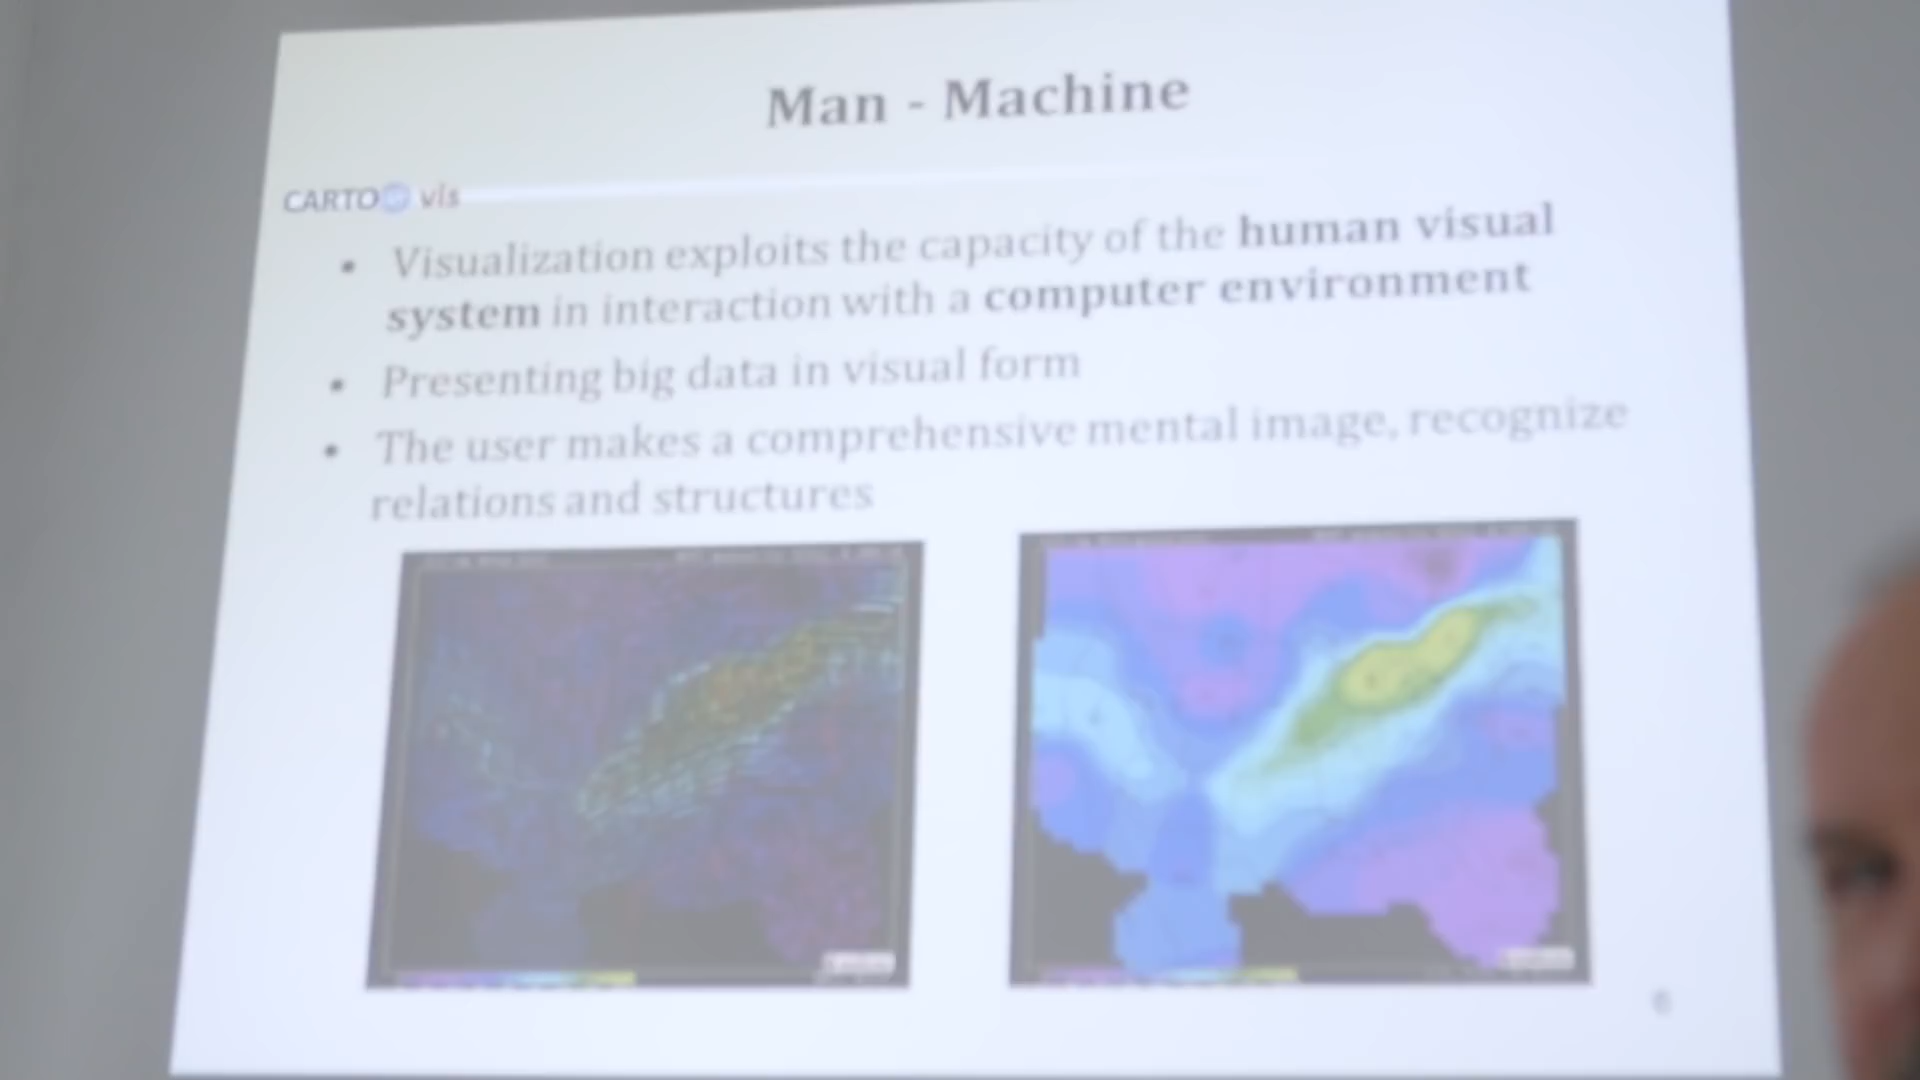 Man - Machine
CARTO vis
• Visualization exploits the capacity of the human visual
system in interaction with a computer environment
• Presenting big data in visual form
• The user makes a comprehensive mental image, recognize
relations and structures
6